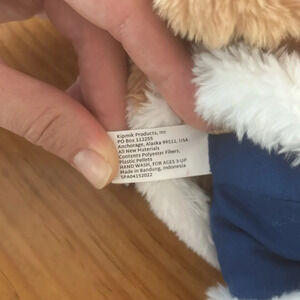 Kipmik Products, Inc
PO Box 112255
Anchorage, Alaska 99511, USA
All New Materials
Contents Polyester Fibers,
Plastic Pellets
HAND WASH, FOR AGES 3-UP
Made in Bandung, Indonesia
SFA04152022